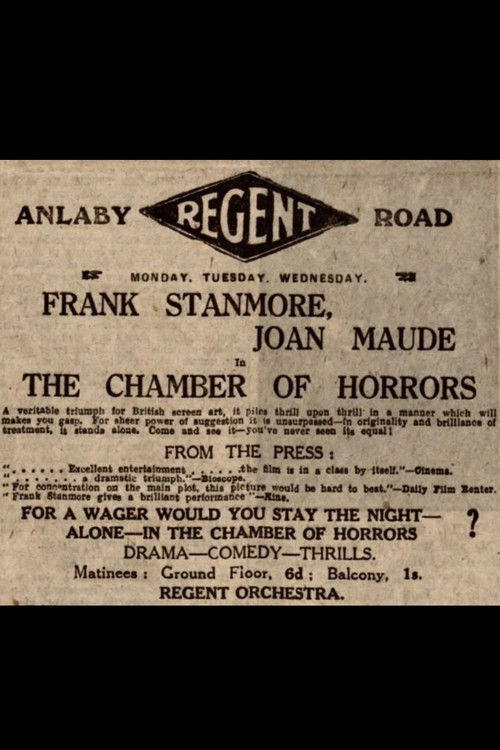 ANLABY REGENT ROAD
MONDAY, TUESDAY, WEDNESDAY.
FRANK STANMORE,
JOAN MAUDE
In
THE CHAMBER OF HORRORS
A veritable triumph for British screen art, it piles thrill upon thrill in a manner which will
makes you gasp. For sheer power of suggestion it is unsurpassed—in originality and brilliance of
treatment, it stands alone. Come and see it—you've never seen its equal!
FROM THE PRESS:
"...... Excellent entertainment ..... .the film is in a class by itself."—Cinema.
"....... a dramatic triumph."—Bioscope.
"For concentration on the main plot, this picture would be hard to beat."—Daily Film Renter.
"Frank Stanmore gives a brilliant performance"—Kine.
FOR A WAGER WOULD YOU STAY THE NIGHT—
ALONE—IN THE CHAMBER OF HORRORS ?
DRAMA—COMEDY—THRILLS.
Matinees: Ground Floor, 6d; Balcony, 1s.
REGENT ORCHESTRA.